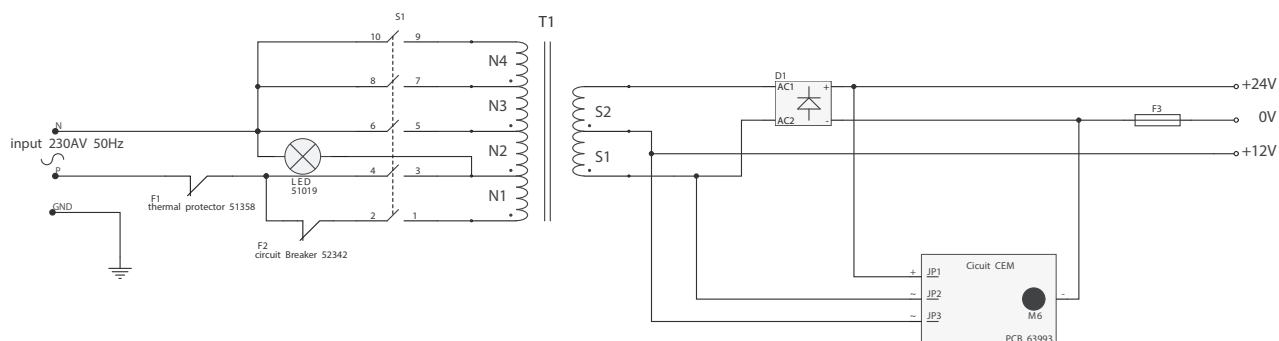 S1
T1
10 9
N4
8 7
D1
AC1 +
+24V
N3
S2
F3
0V
N
6 5
AC2 -
input 230AV 50Hz
N2
S1
+12V
P
LED
51019
4 3
F1
thermal protector 51358
N1
2 1
GND
F2
circuit Breaker 52342
+ JP1
Cicuit CEM
~ JP2
-
M6
~ JP3
PCB 63993